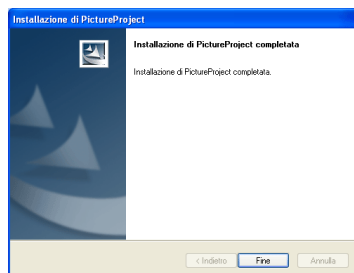 Installazione di PictureProject
Installazione di PictureProject completata
Installazione di PictureProject completata.
< Indietro
Fine
Annulla